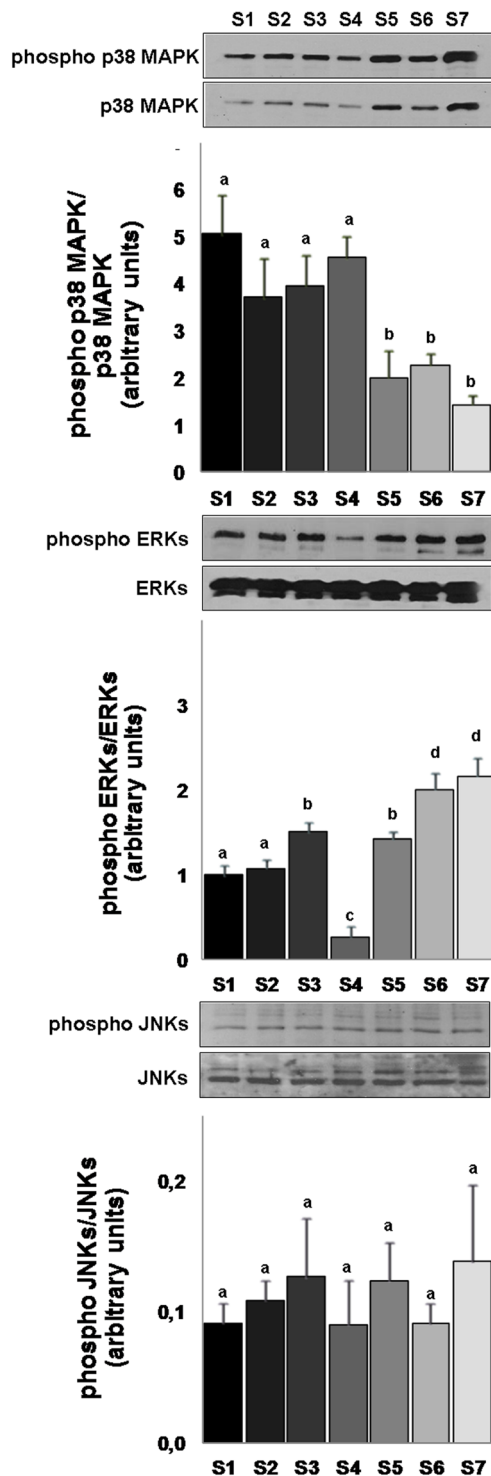 S1 S2 S3 S4 S5 S6 S7
phospho p38 MAPK
p38 MAPK
phospho p38 MAPK/
p38 MAPK
(arbitrary units)
6
5
4
3
2
1
0
a
a
a
a
b
b
b
S1 S2 S3 S4 S5 S6 S7
phospho ERKs
ERKs
phospho ERKs/ERKs
(arbitrary units)
3
2
1
0
a
a
b
c
b
d
d
S1 S2 S3 S4 S5 S6 S7
phospho JNKs
JNKs
phospho JNKs/JNKs
(arbitrary units)
0,2
0,1
0,0
a
a
a
a
a
a
a
S1 S2 S3 S4 S5 S6 S7